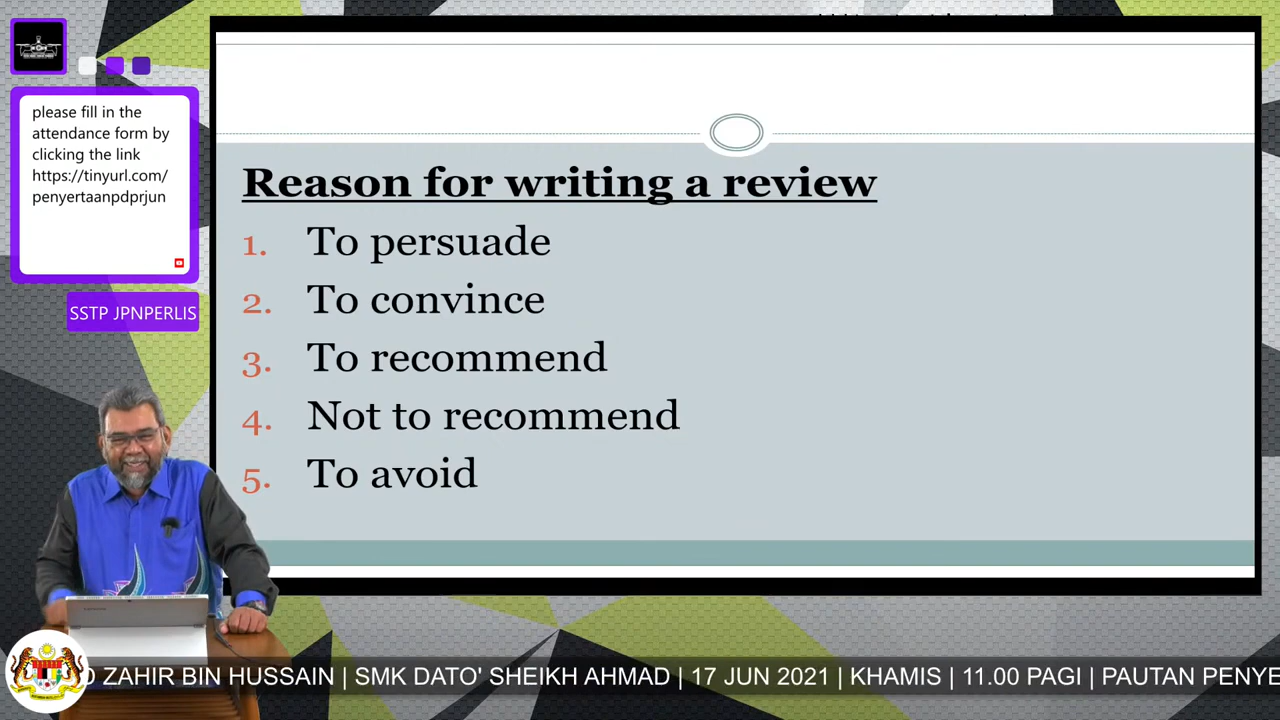 please fill in the
attendance form by
clicking the link
https://tinyurl.com/
penyertaanpdprjun
SSTP JPNPERLIS
Reason for writing a review
1. To persuade
2. To convince
3. To recommend
4. Not to recommend
5. To avoid
ZAHIR BIN HUSSAIN | SMK DATO' SHEIKH AHMAD | 17 JUN 2021 | KHAMIS | 11.00 PAGI | PAUTAN PENYE